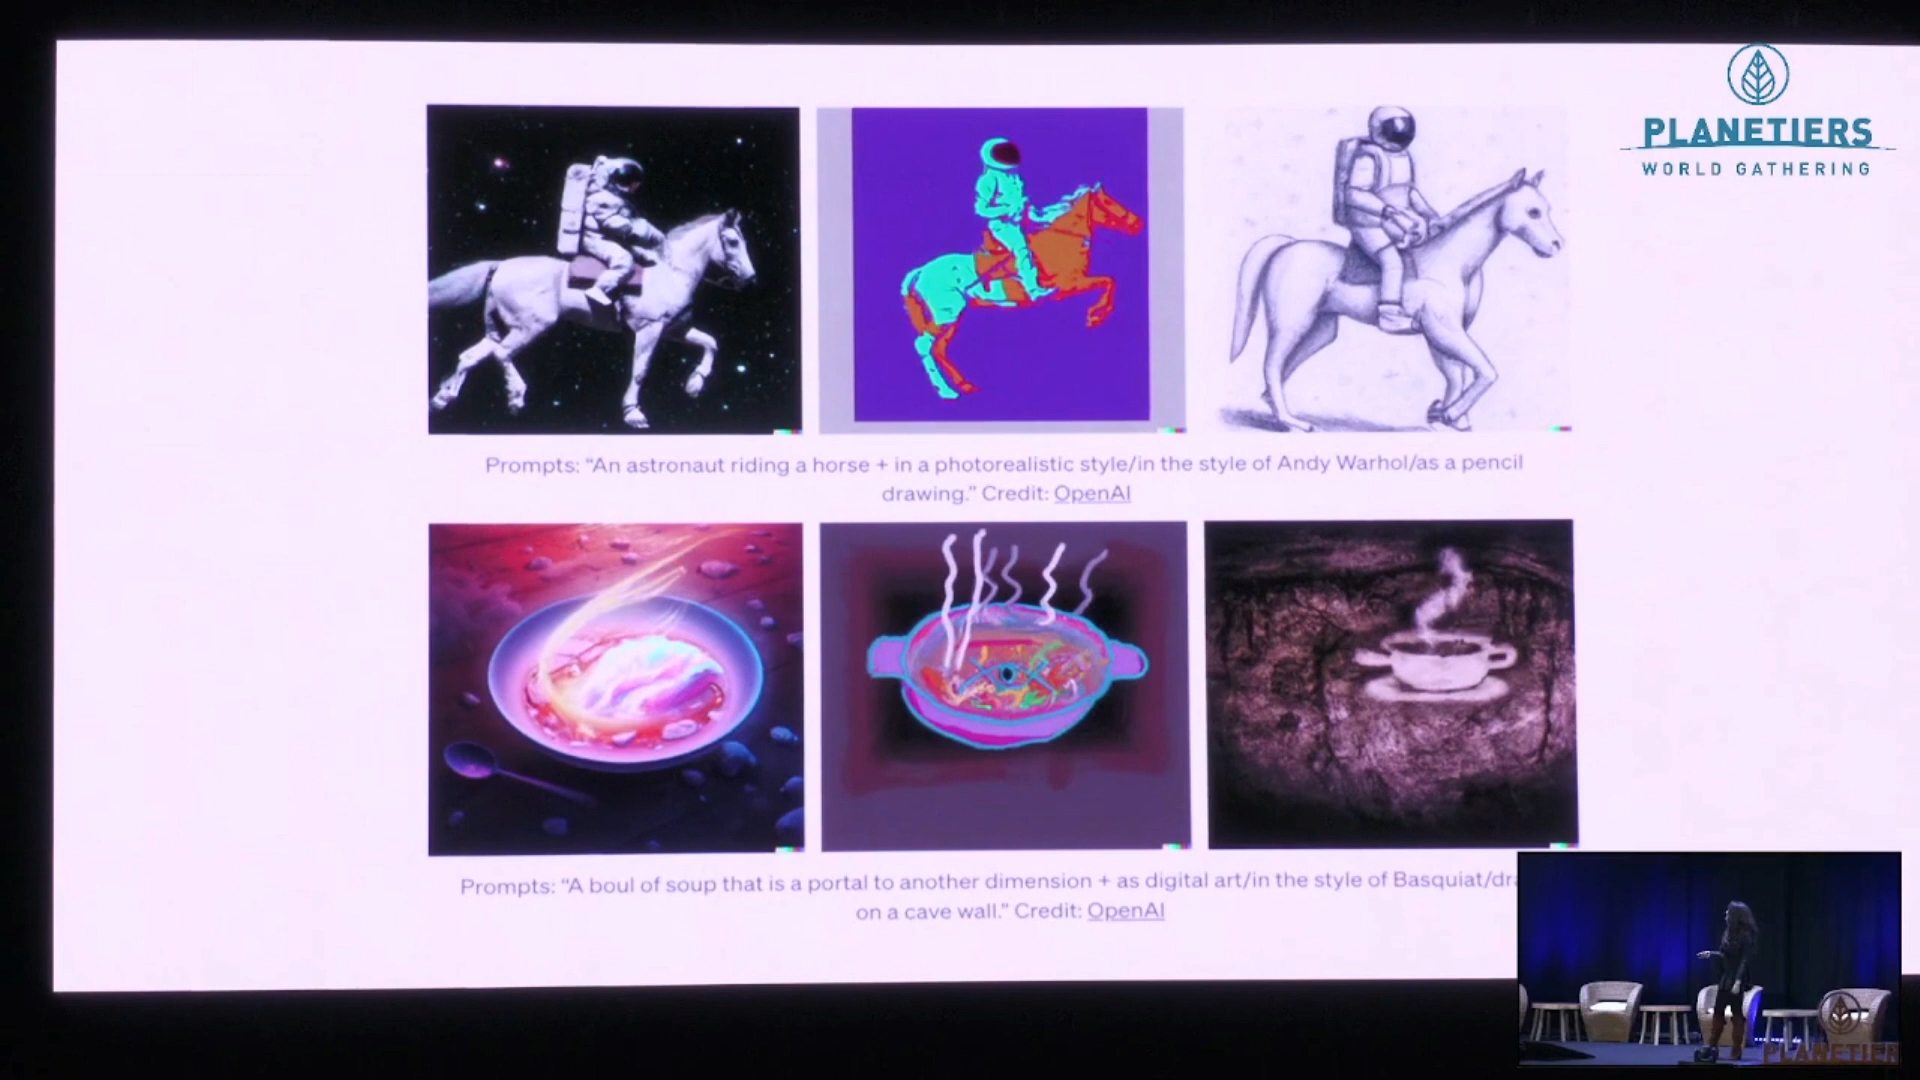 PLANETIERS
WORLD GATHERING
Prompts: “An astronaut riding a horse + in a photorealistic style/in the style of Andy Warhol/as a pencil
drawing.” Credit: OpenAI
Prompts: “A boul of soup that is a portal to another dimension + as digital art/in the style of Basquiat/dr
on a cave wall.” Credit: OpenAI
PLANETIER